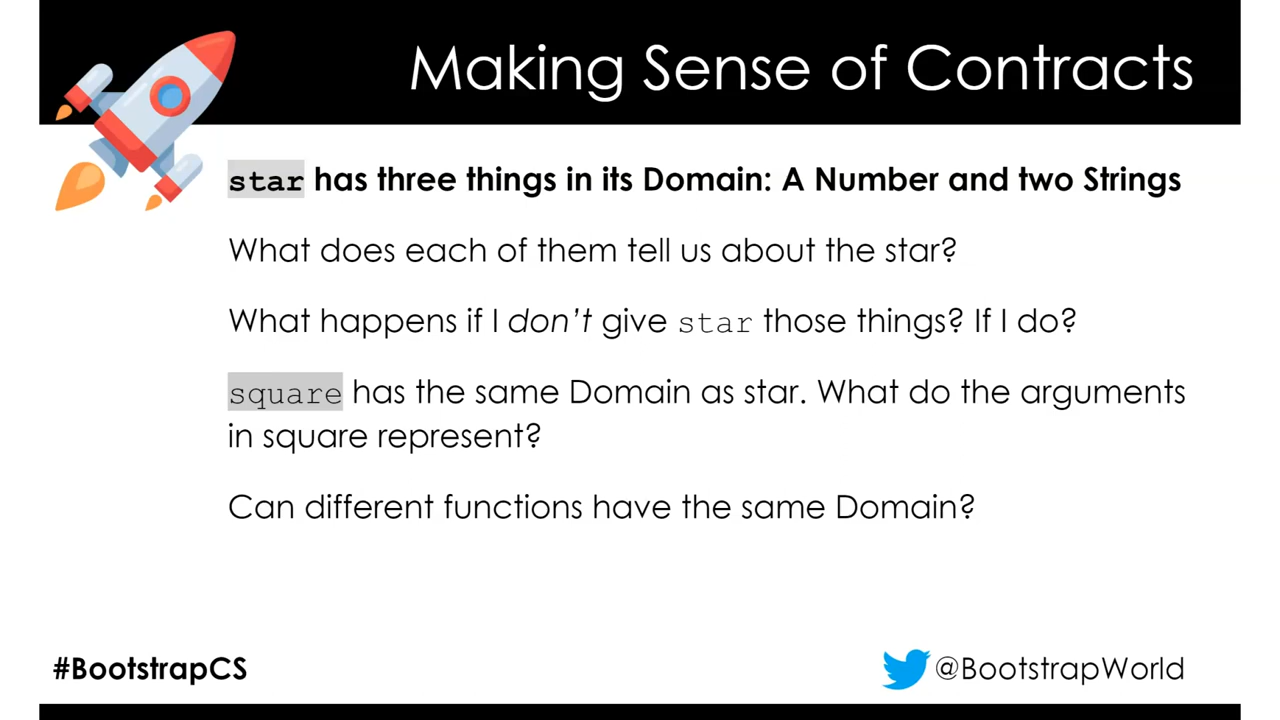 Making Sense of Contracts
star has three things in its Domain: A Number and two Strings
What does each of them tell us about the star?
What happens if I don’t give star those things? If I do?
square has the same Domain as star. What do the arguments
in square represent?
Can different functions have the same Domain?
#BootstrapCS
@BootstrapWorld